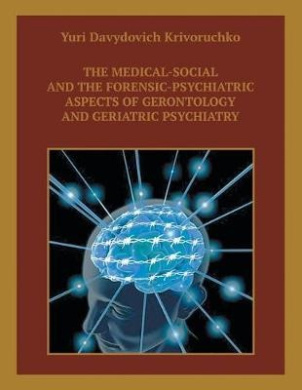 Yuri Davydovich Krivoruchko
THE MEDICAL-SOCIAL
AND THE FORENSIC-PSYCHIATRIC
ASPECTS OF GERONTOLOGY
AND GERIATRIC PSYCHIATRY